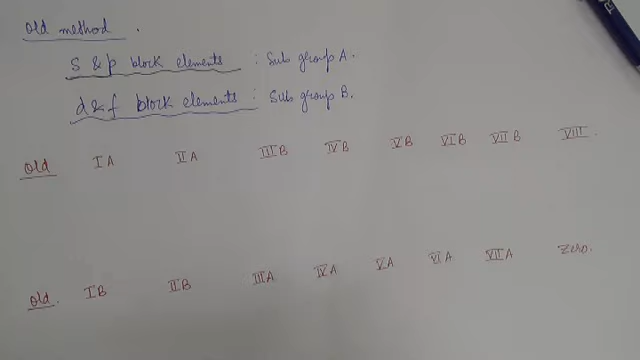 Old method .
S & p block elements : Sub group A.
d & f block elements : Sub group B.
Old IA IIA IIIB IVB VB VIB VIIB VIII.
Old. IB IIB IIIA IVA VA VIA VIIA Zero.